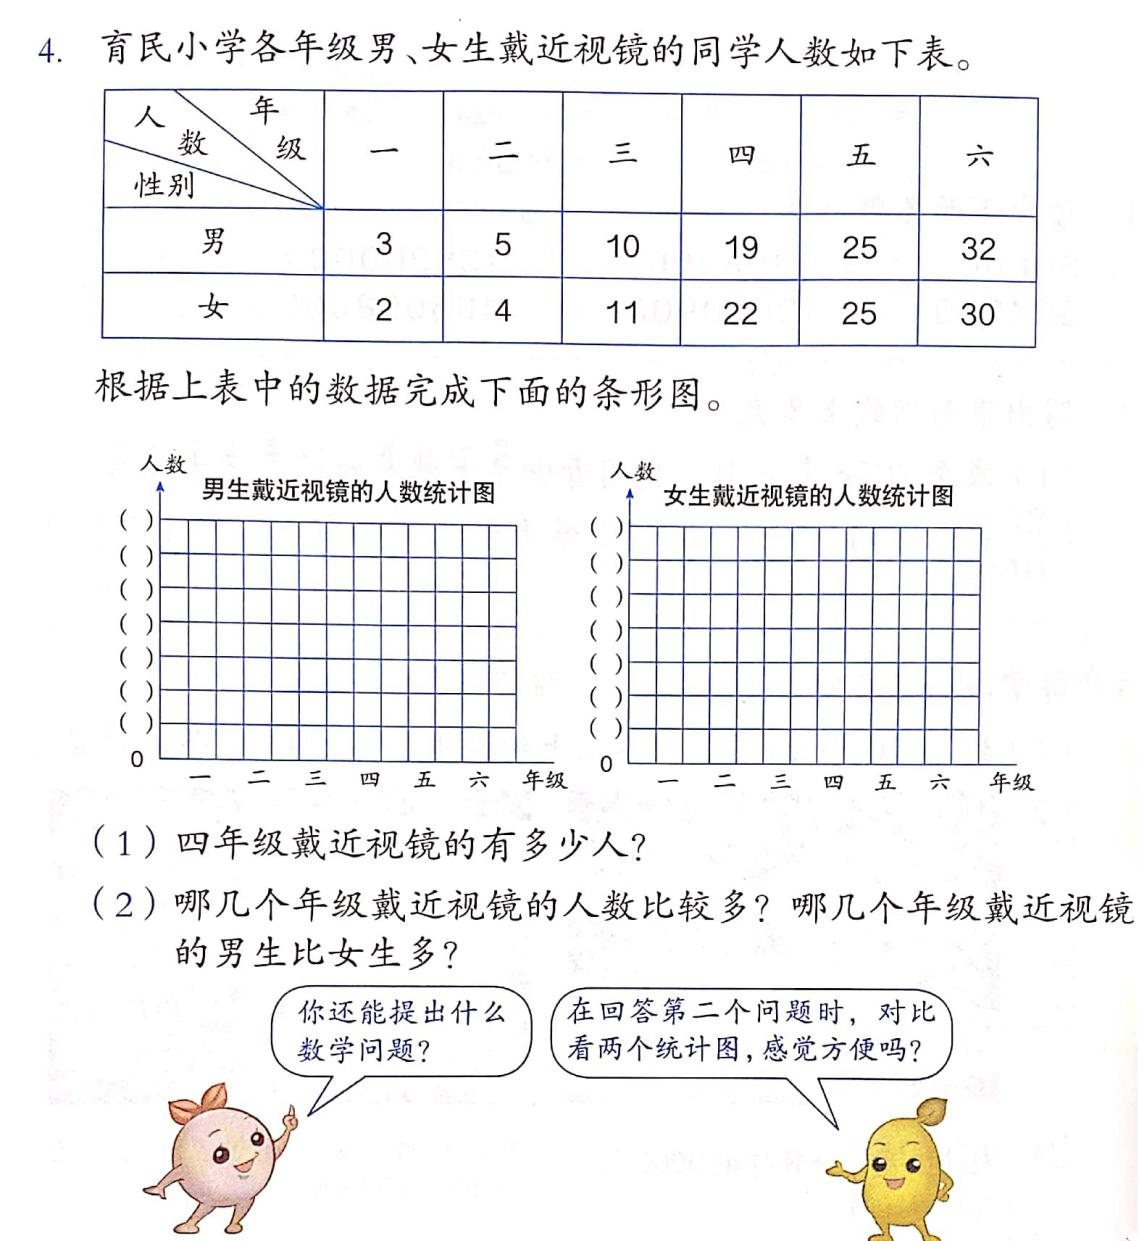 4. 育民小学各年级男、女生戴近视镜的同学人数如下表。
人数 年级 性别 一 二 三 四 五 六
男 3 5 10 19 25 32
女 2 4 11 22 25 30
根据上表中的数据完成下面的条形图。
人数
男生戴近视镜的人数统计图
( )
( )
( )
( )
( )
( )
( )
0
一 二 三 四 五 六 年级
人数
女生戴近视镜的人数统计图
( )
( )
( )
( )
( )
( )
( )
0
一 二 三 四 五 六 年级
(1)四年级戴近视镜的有多少人?
(2)哪几个年级戴近视镜的人数比较多?哪几个年级戴近视镜
的男生比女生多?
你还能提出什么
数学问题?
在回答第二个问题时,对比
看两个统计图,感觉方便吗?